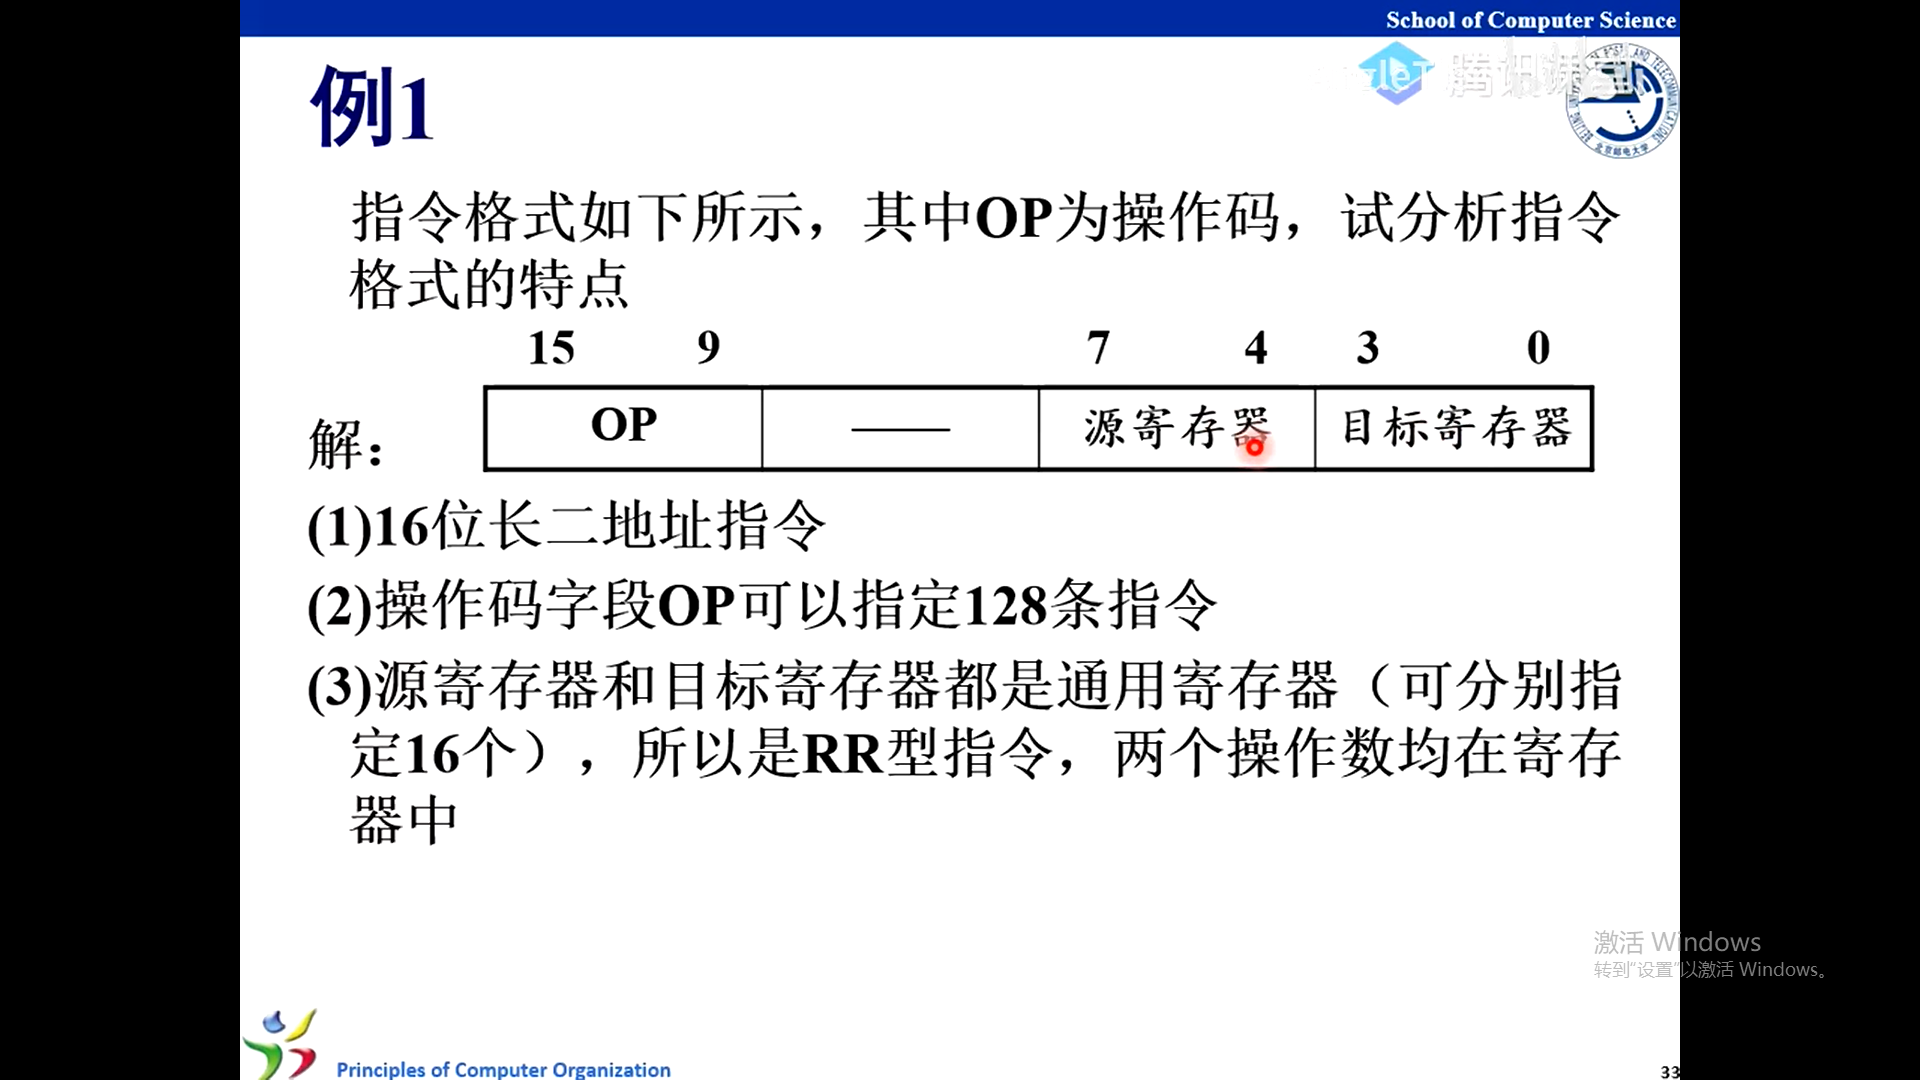 School of Computer Science
例1
指令格式如下所示，其中OP为操作码，试分析指令
格式的特点
15 9 7 4 3 0
OP —— 源寄存器 目标寄存器
解：
(1)16位长二地址指令
(2)操作码字段OP可以指定128条指令
(3)源寄存器和目标寄存器都是通用寄存器（可分别指
定16个），所以是RR型指令，两个操作数均在寄存
器中
激活 Windows
转到“设置”以激活 Windows。
Principles of Computer Organization
33